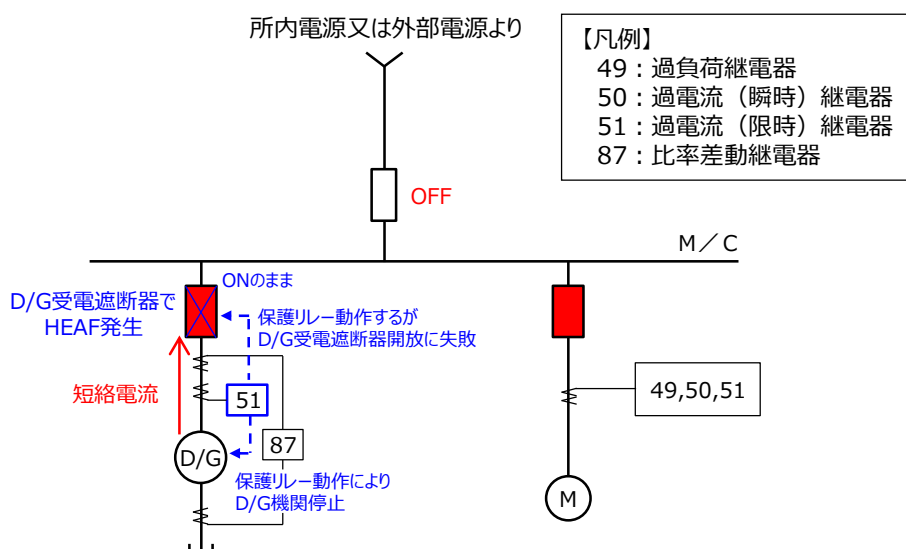 所内電源又は外部電源より
【凡例】
49：過負荷継電器
50：過電流（瞬時）継電器
51：過電流（限時）継電器
87：比率差動継電器
OFF
M／C
ONのまま
D/G受電遮断器で
HEAF発生
保護リレー動作するが
D/G受電遮断器開放に失敗
短絡電流
51
49,50,51
87
D/G
保護リレー動作により
D/G機関停止
M